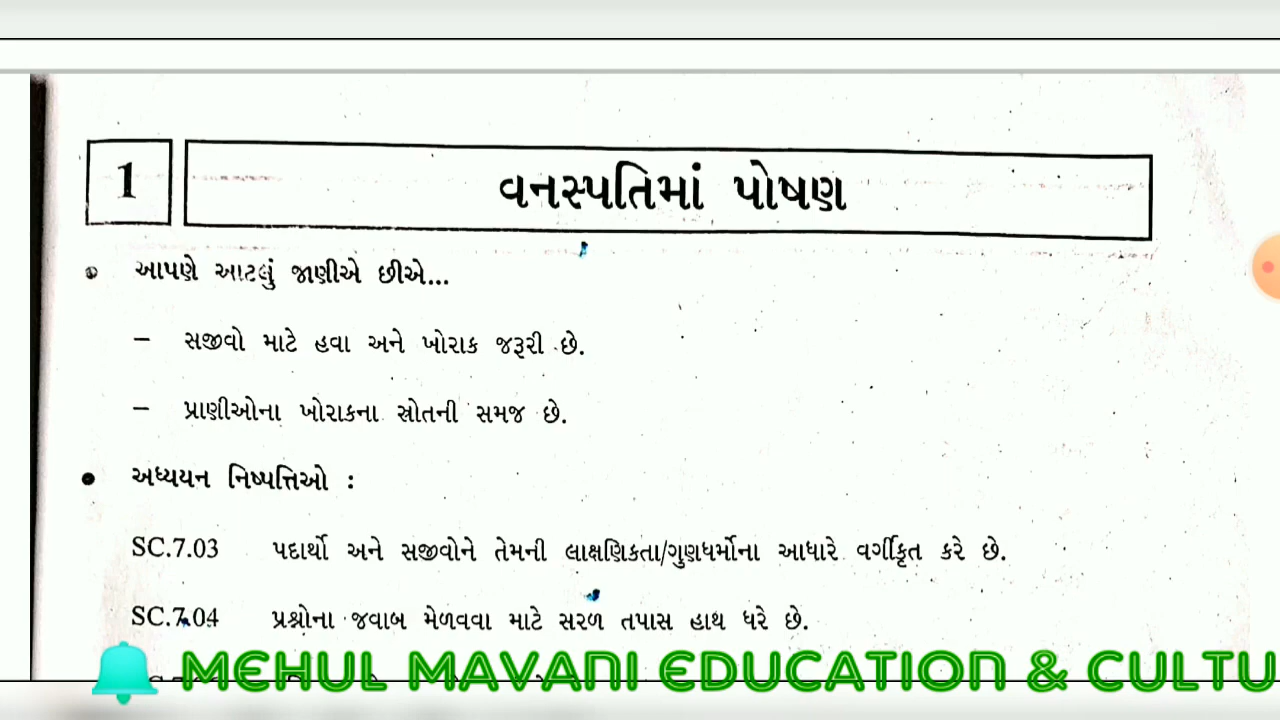 1
વનસ્પતિમાં પોષણ
આપણે આટલું જાણીએ છીએ...
– સજીવો માટે હવા અને ખોરાક જરૂરી છે.
– પ્રાણીઓના ખોરાકના સ્રોતની સમજ છે.
● અધ્યયન નિષ્પત્તિઓ :
SC.7.03 પદાર્થો અને સજીવોને તેમની લાક્ષણિકતા/ગુણધર્મોના આધારે વર્ગીકૃત કરે છે.
SC.7.04 પ્રશ્નોના જવાબ મેળવવા માટે સરળ તપાસ હાથ ધરે છે.
MEHUL MAVANI EDUCATION & CULTU